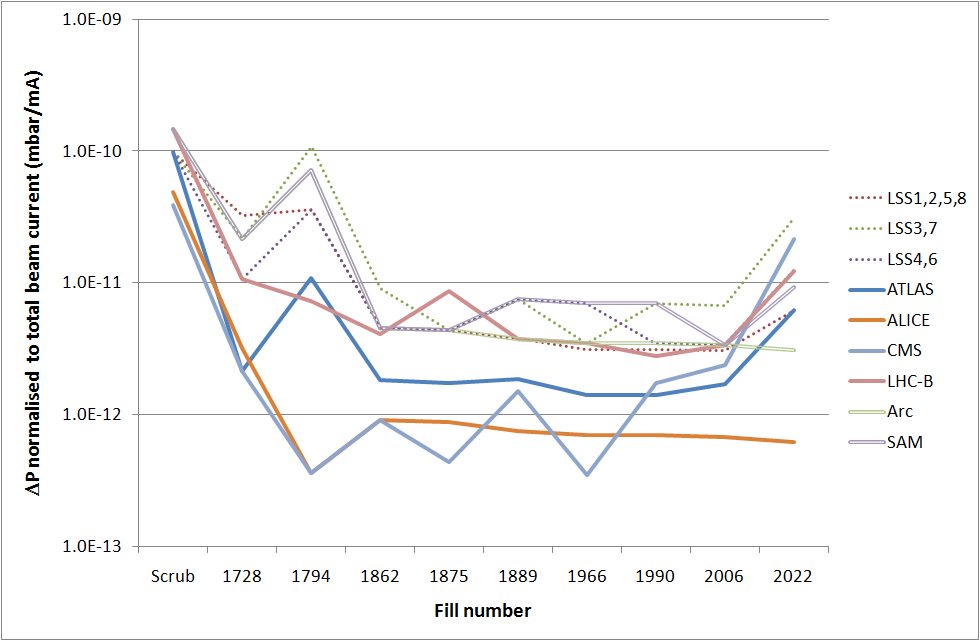 ΔP normalised to total beam current (mbar/mA)
1.0E-09
1.0E-10
1.0E-11
1.0E-12
1.0E-13
Scrub 1728 1794 1862 1875 1889 1966 1990 2006 2022
Fill number
LSS1,2,5,8
LSS3,7
LSS4,6
ATLAS
ALICE
CMS
LHC-B
Arc
SAM